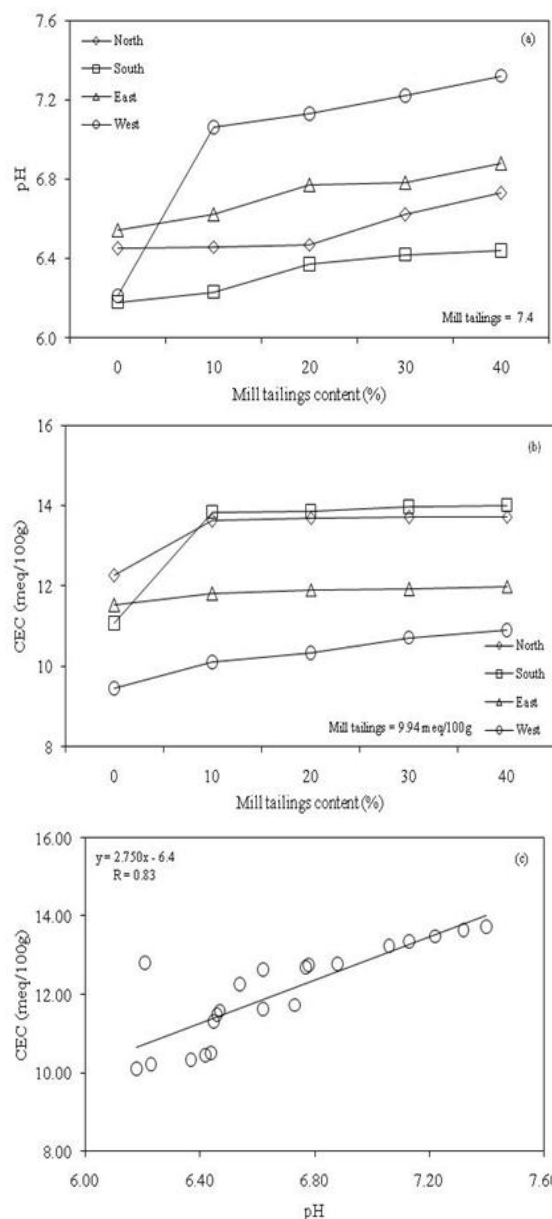 7.6
(a)
North
South
East
West
7.2
6.8
6.4
6.0
pH
Mill tailings = 7.4
0 10 20 30 40
Mill tailings content (%)
16
(b)
14
12
10
8
CEC (meq/100g)
North
South
East
West
Mill tailings = 9.94 meq/100g
0 10 20 30 40
Mill tailings content (%)
16.00
y = 2.750x - 6.4
(c)
R = 0.83
14.00
12.00
10.00
8.00
CEC (meq/100g)
6.00 6.40 6.80 7.20 7.60
pH